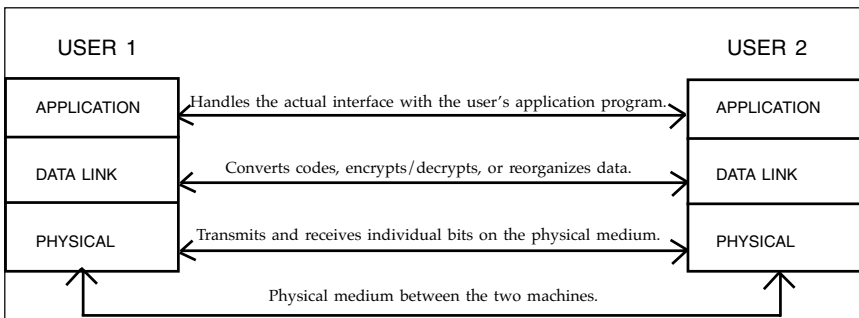 USER 1
USER 2
APPLICATION
Handles the actual interface with the user's application program.
APPLICATION
DATA LINK
Converts codes, encrypts/decrypts, or reorganizes data.
DATA LINK
PHYSICAL
Transmits and receives individual bits on the physical medium.
PHYSICAL
Physical medium between the two machines.